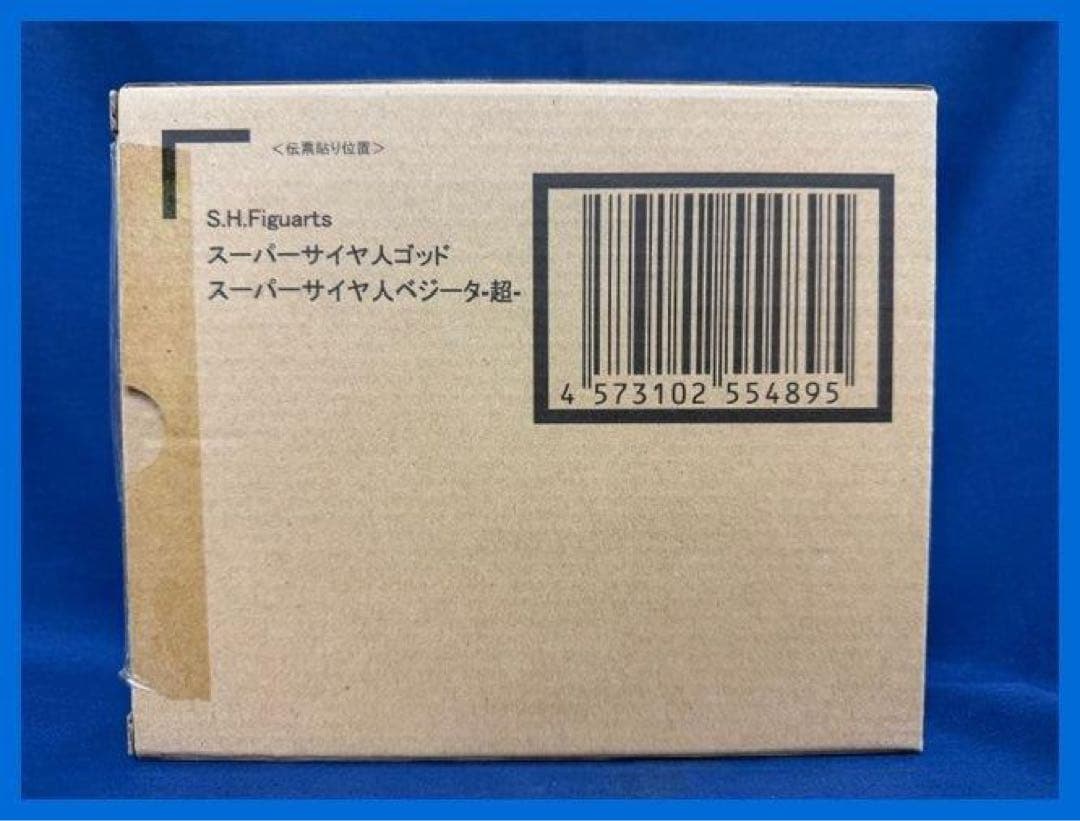 <伝票貼り位置>
S.H.Figuarts
スーパーサイヤ人ゴッド
スーパーサイヤ人ベジータ-超-
4 573102 554895